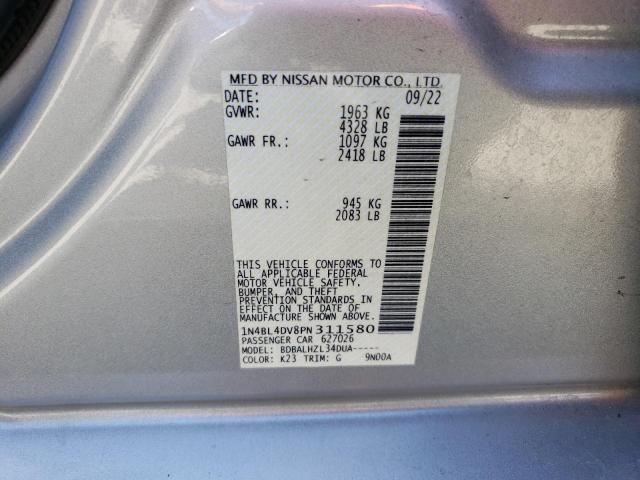 MFD BY NISSAN MOTOR CO., LTD.
DATE: 09/22
GVWR: 1963 KG
4328 LB
GAWR FR.: 1097 KG
2418 LB
GAWR RR.: 945 KG
2083 LB
THIS VEHICLE CONFORMS TO
ALL APPLICABLE FEDERAL
MOTOR VEHICLE SAFETY,
BUMPER, AND THEFT
PREVENTION STANDARDS IN
EFFECT ON THE DATE OF
MANUFACTURE SHOWN ABOVE.
1N4BL4DV8PN311580
PASSENGER CAR 627026
MODEL: BDBALHZL34DUA-----
COLOR: K23 TRIM: G 9N00A